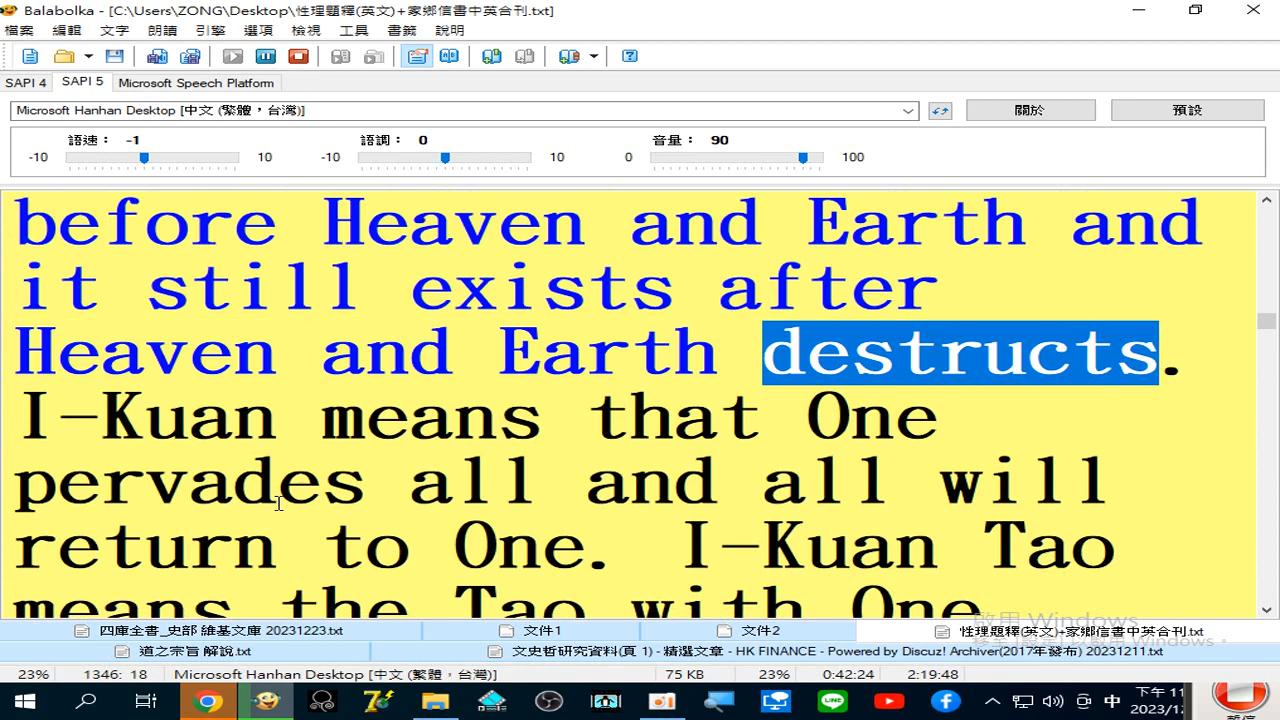 Balabolka - [C:\Users\ZONG\Desktop\性理題釋(英文)+家鄉信書中英合刊.txt]
檔案 編輯 文字 朗讀 引擎 選項 檢視 工具 書籤 說明
SAPI 4 SAPI 5 Microsoft Speech Platform
Microsoft Hanhan Desktop [中文 (繁體，台灣)] 關於 預設
語速： -1 語調： 0 音量： 90
-10 10 -10 10 0 100
before Heaven and Earth and
it still exists after
Heaven and Earth destructs.
I-Kuan means that One
pervades all and all will
return to One. I-Kuan Tao
means the Tao with One
啟用 Windows
四庫全書_史部 維基文庫 20231223.txt 文件1 文件2 性理題釋(英文)+家鄉信書中英合刊.txt
道之宗旨 解說.txt 文史哲研究資料(頁 1) - 精選文章 - HK FINANCE - Powered by Discuz! Archiver(2017年發布) 20231211.txt
23% 1346: 18 Microsoft Hanhan Desktop [中文 (繁體，台灣)] 75 KB 23% 0:42:24 2:19:48
中 下午 11
2023/12